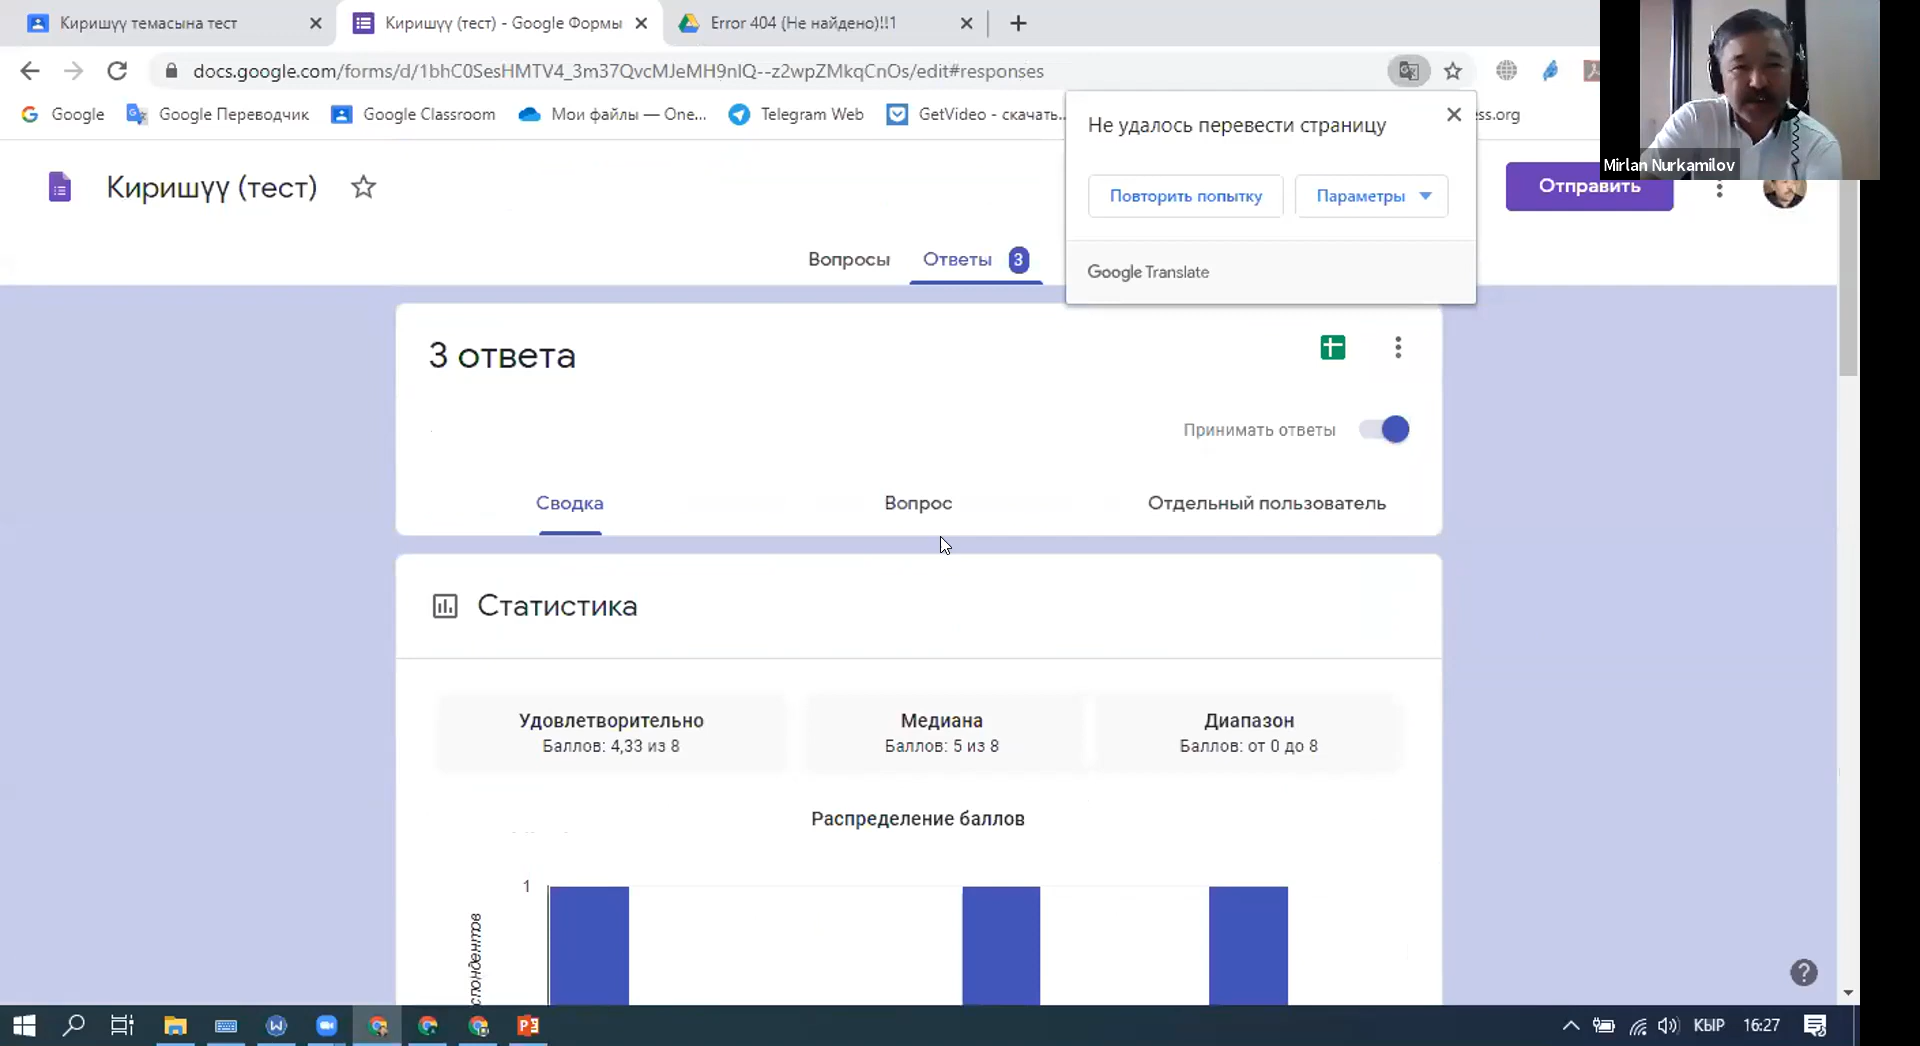 Киришүү темасына тест
Киришүү (тест) - Google Формы
Error 404 (Не найдено)!!1
docs.google.com/forms/d/1bhC0SesHMTV4_3m37QvcMJeMH9nIQ--z2wpZMkqCnOs/edit#responses
Google
Google Переводчик
Google Classroom
Мои файлы — One...
Telegram Web
GetVideo - скачать...
ess.org
Не удалось перевести страницу
Повторить попытку
Параметры
Google Translate
Mirlan Nurkamilov
Киришүү (тест)
Отправить
Вопросы
Ответы 3
3 ответа
Принимать ответы
Сводка
Вопрос
Отдельный пользователь
Статистика
Удовлетворительно
Баллов: 4,33 из 8
Медиана
Баллов: 5 из 8
Диапазон
Баллов: от 0 до 8
Распределение баллов
1
спондентов
КЫР
16:27